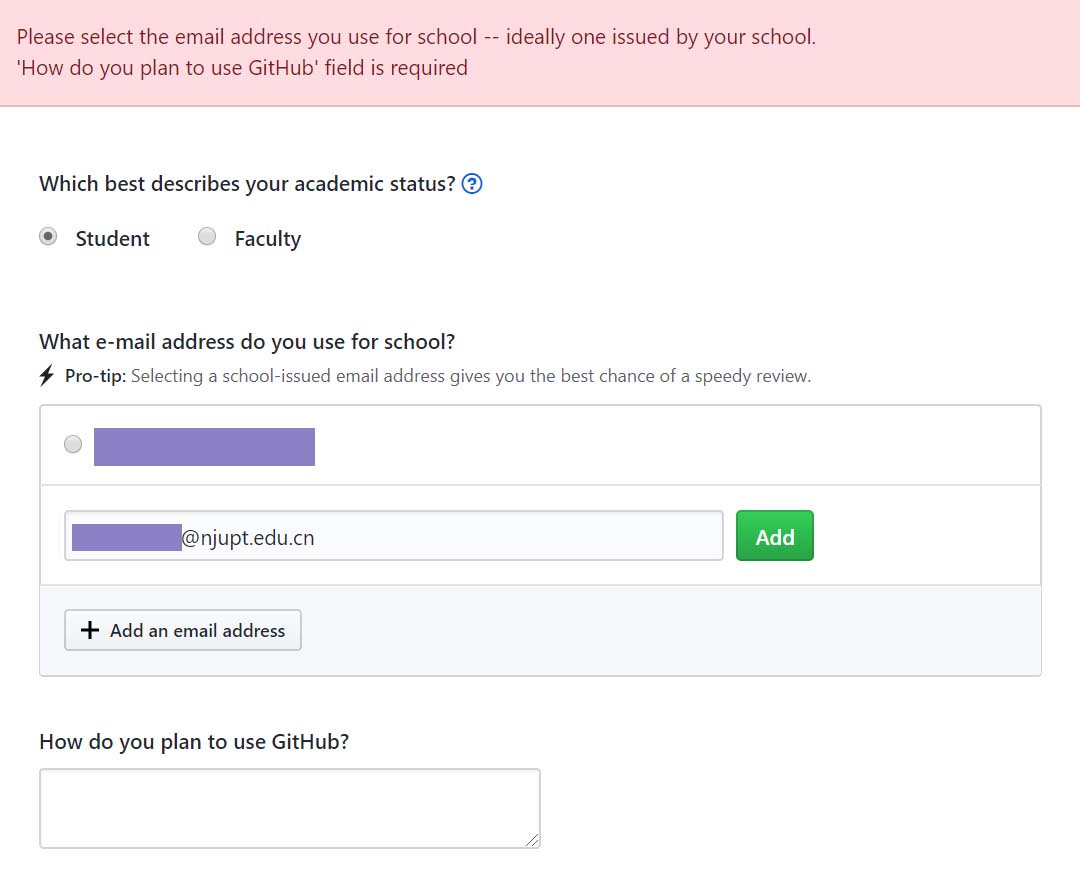 Please select the email address you use for school -- ideally one issued by your school.
'How do you plan to use GitHub' field is required
Which best describes your academic status? ?
Student Faculty
What e-mail address do you use for school?
Pro-tip: Selecting a school-issued email address gives you the best chance of a speedy review.
@njupt.edu.cn Add
+ Add an email address
How do you plan to use GitHub?